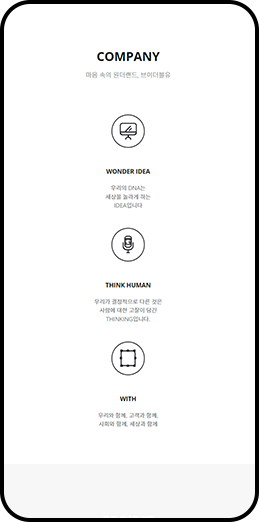 COMPANY
마음 속의 원더랜드, 브이더블유
WONDER IDEA
우리의 DNA는
세상을 놀라게 하는
IDEA입니다
THINK HUMAN
우리가 결정적으로 다른 것은
사람에 대한 고찰이 담긴
THINKING입니다.
WITH
우리와 함께, 고객과 함께,
사회와 함께, 세상과 함께